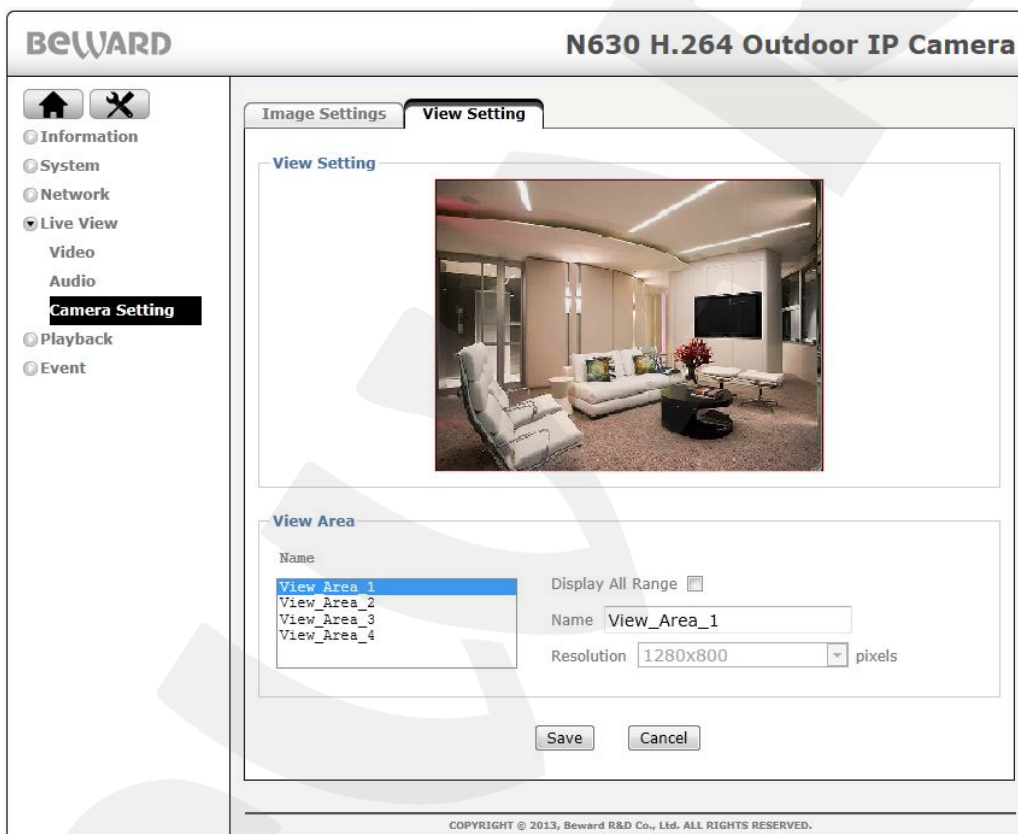 BEWARD
N630 H.264 Outdoor IP Camera
Information
System
Network
Live View
Video
Audio
Camera Setting
Playback
Event
Image Settings
View Setting
View Setting
View Area
Name
View_Area_1
View_Area_2
View_Area_3
View_Area_4
Display All Range
Name View_Area_1
Resolution 1280x800 pixels
Save Cancel
COPYRIGHT © 2013, Beward R&D Co., Ltd. ALL RIGHTS RESERVED.